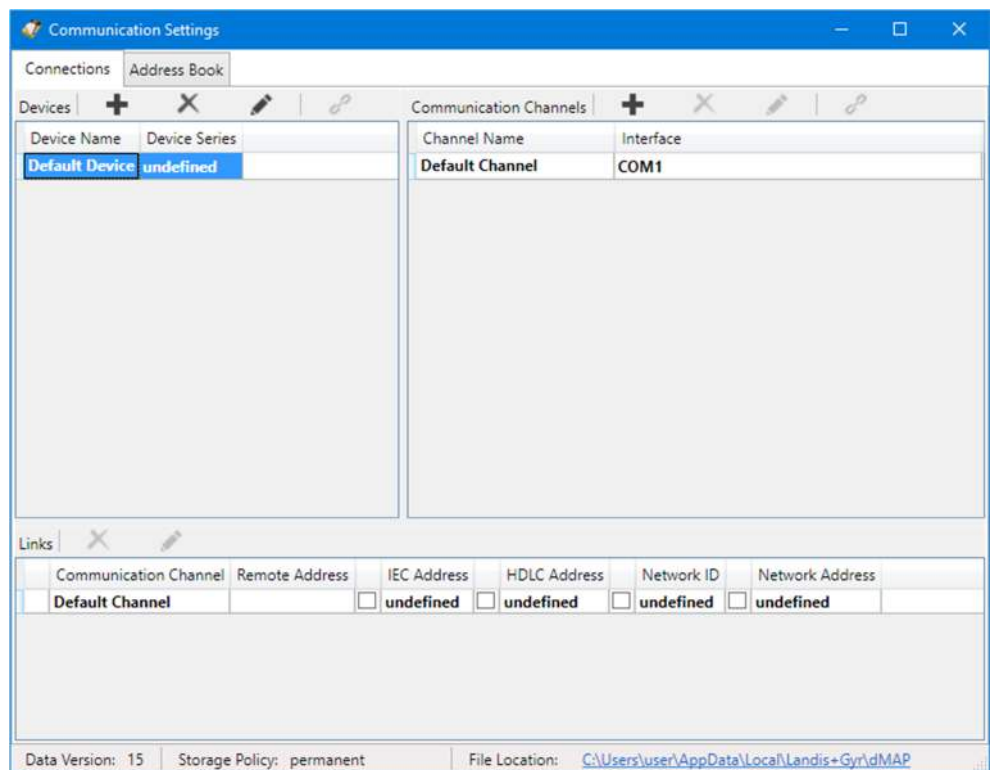 Communication Settings
Connections Address Book
Devices
Device Name Device Series
Default Device undefined
Communication Channels
Channel Name Interface
Default Channel COM1
Links
Communication Channel Remote Address IEC Address HDLC Address Network ID Network Address
Default Channel undefined undefined undefined undefined
Data Version: 15 Storage Policy: permanent File Location: C:\Users\user\AppData\Local\Landis+Gyr\dMAP